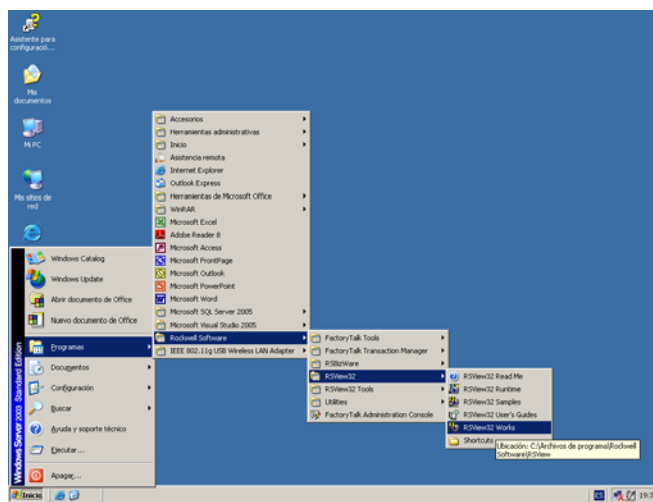 Asistente para
configuració...
Mis
documentos
Mi PC
Mis sitios de
red
Windows Server 2003 Standard Edition
Windows Catalog
Windows Update
Abrir documento de Office
Nuevo documento de Office
Programas
Documentos
Configuración
Buscar
Ayuda y soporte técnico
Ejecutar...
Apagar...
Accesorios
Herramientas administrativas
Inicio
Asistencia remota
Internet Explorer
Outlook Express
Herramientas de Microsoft Office
WinRAR
Microsoft Excel
Adobe Reader 8
Microsoft Access
Microsoft FrontPage
Microsoft Outlook
Microsoft PowerPoint
Microsoft Word
Microsoft SQL Server 2005
Microsoft Visual Studio 2005
Rockwell Software
IEEE 802.11g USB Wireless LAN Adapter
FactoryTalk Tools
FactoryTalk Transaction Manager
RSBizWare
RSView32
RSView32 Tools
Utilities
FactoryTalk Administration Console
RSView32 Read Me
RSView32 Runtime
RSView32 Samples
RSView32 User's Guides
RSView32 Works
Shortcuts
Ubicación: C:\Archivos de programa\Rockwell
Software\RSView
Inicio
ES